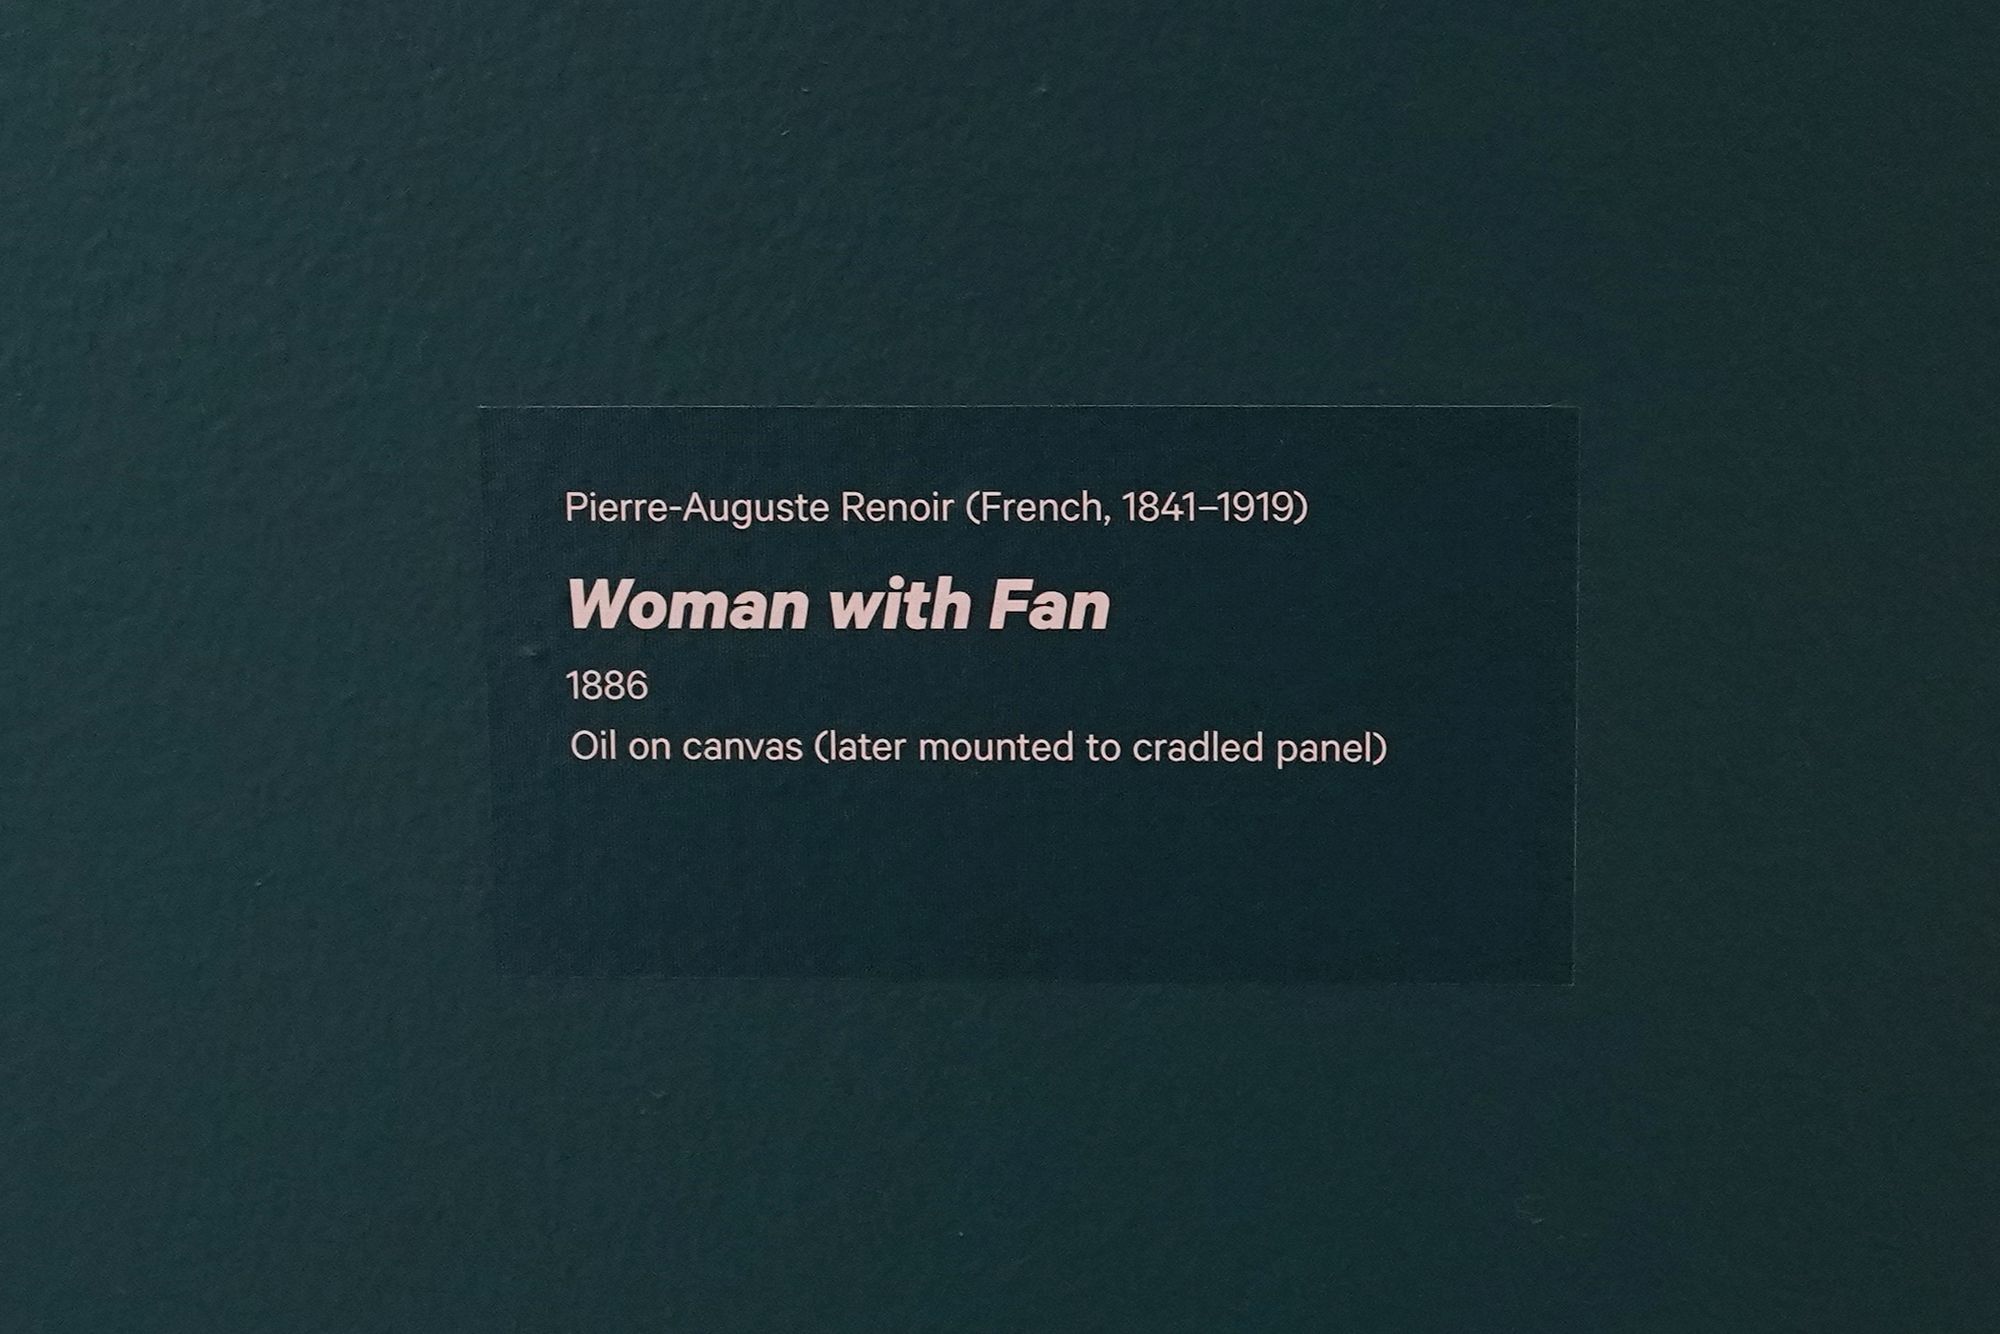 Pierre-Auguste Renoir (French, 1841–1919)
Woman with Fan
1886
Oil on canvas (later mounted to cradled panel)